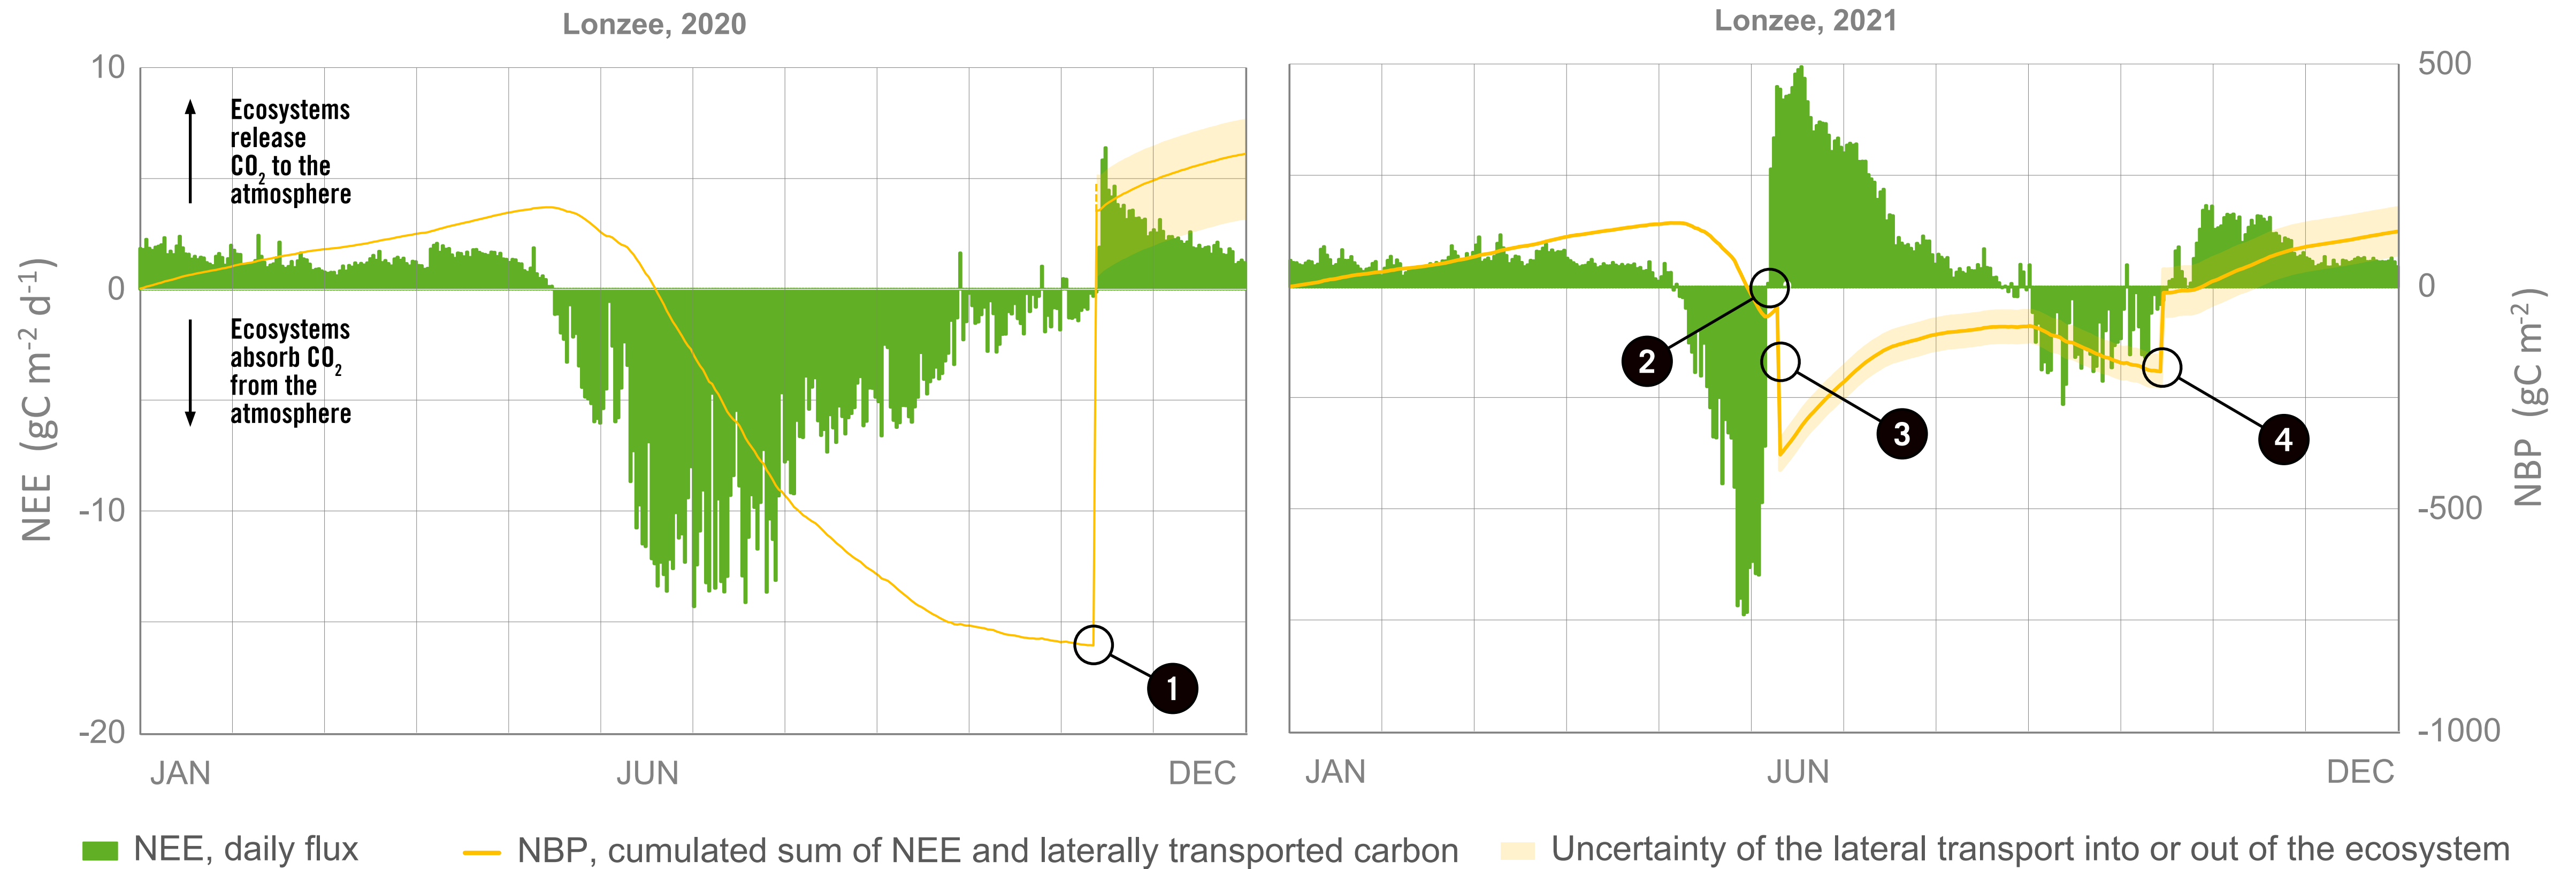 Lonzee, 2020
Lonzee, 2021
10
0
-10
-20
NEE (gC m-2 d-1)
Ecosystems
release
CO2 to the
atmosphere
Ecosystems
absorb CO2
from the
atmosphere
1
JAN
JUN
DEC
2
3
4
500
0
-500
-1000
NBP (gC m-2)
JAN
JUN
DEC
NEE, daily flux
NBP, cumulated sum of NEE and laterally transported carbon
Uncertainty of the lateral transport into or out of the ecosystem